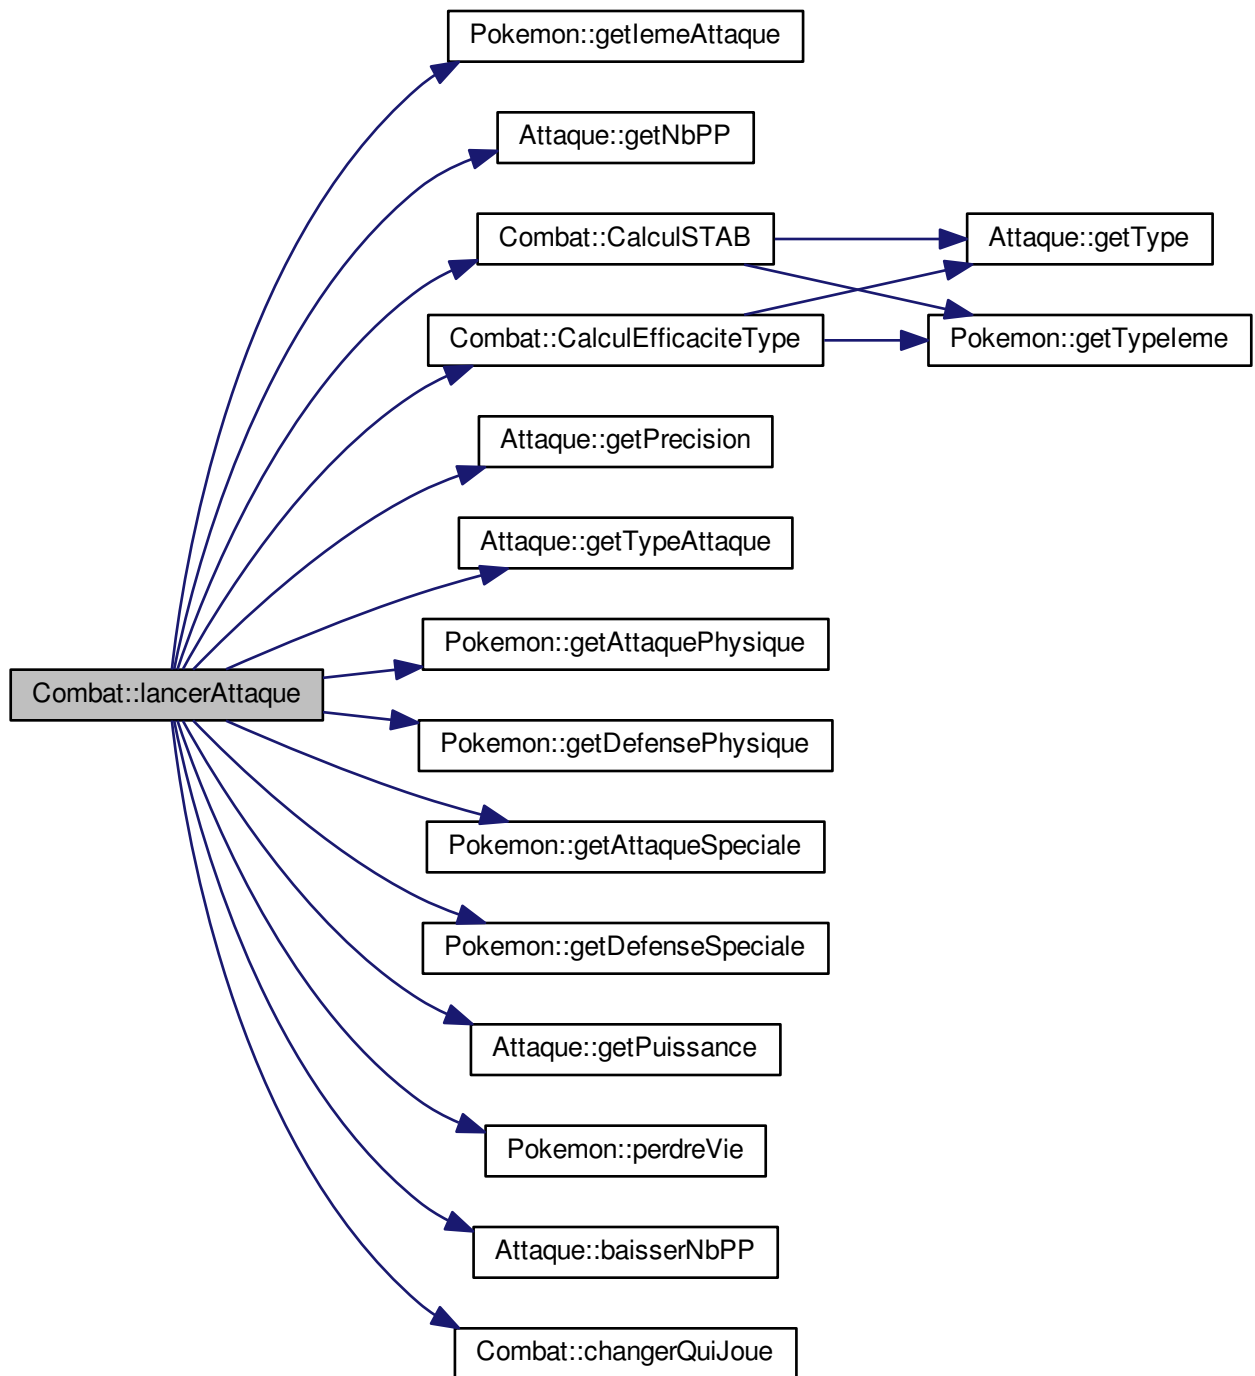 Pokemon::getIemeAttaque
Attaque::getNbPP
Combat::CalculSTAB
Attaque::getType
Combat::CalculEfficaciteType
Pokemon::getTypeIeme
Attaque::getPrecision
Attaque::getTypeAttaque
Pokemon::getAttaquePhysique
Combat::lancerAttaque
Pokemon::getDefensePhysique
Pokemon::getAttaqueSpeciale
Pokemon::getDefenseSpeciale
Attaque::getPuissance
Pokemon::perdreVie
Attaque::baisserNbPP
Combat::changerQuiJoue